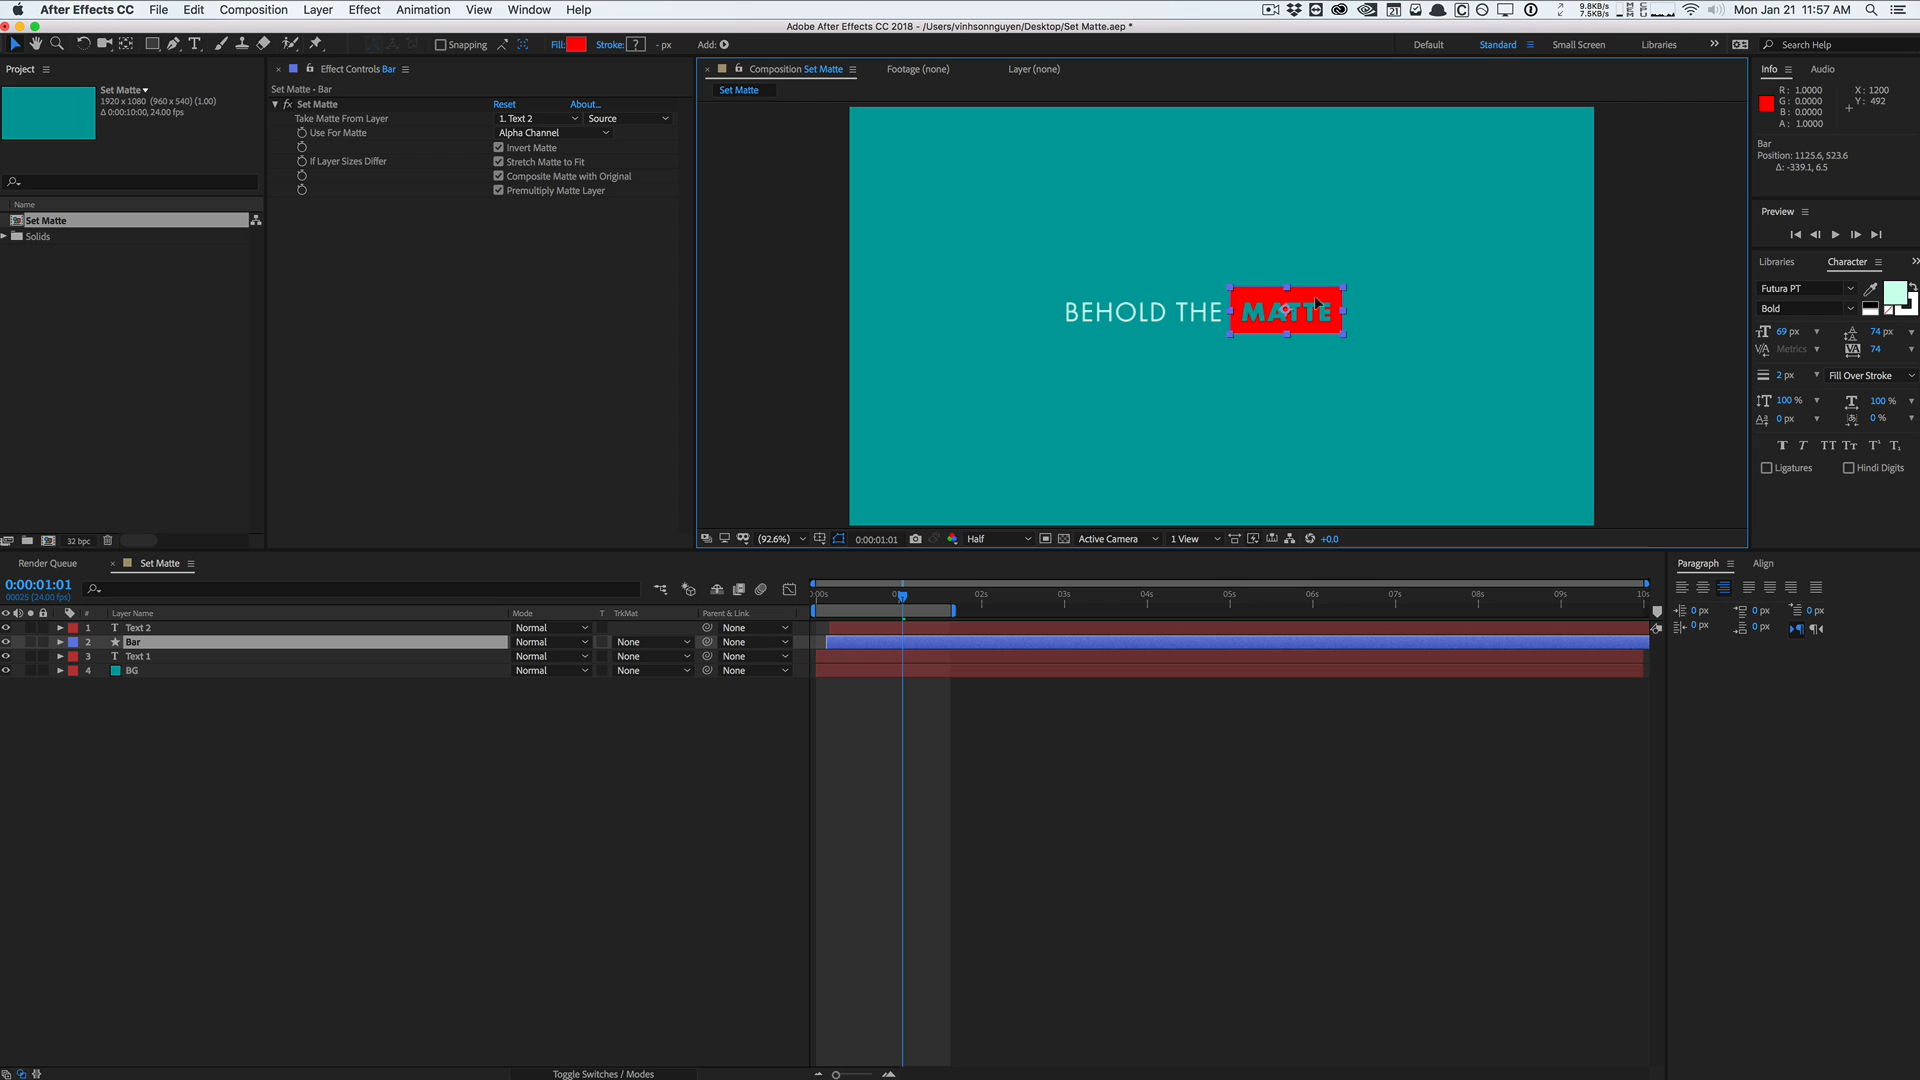 After Effects CC File Edit Composition Layer Effect Animation View Window Help
9.8KB/s
7.5KB/s
Mon Jan 21 11:57 AM
Adobe After Effects CC 2018 - /Users/vinhsonnguyen/Desktop/Set Matte.aep *
Snapping Fill: Stroke: ? - px Add:
Default Standard Small Screen Libraries Search Help
Project
Set Matte
1920 x 1080 (960 x 540) (1.00)
Δ 0:00:10:00, 24.00 fps
Name
Set Matte
Solids
32 bpc
Effect Controls Bar
Set Matte • Bar
fx Set Matte Reset About...
Take Matte From Layer 1. Text 2 Source
Use For Matte Alpha Channel
Invert Matte
If Layer Sizes Differ Stretch Matte to Fit
Composite Matte with Original
Premultiply Matte Layer
Composition Set Matte Footage (none) Layer (none)
Set Matte
BEHOLD THE MATTE
(92.6%) 0:00:01:01 Half Active Camera 1 View +0.0
Info Audio
R: 1.0000 X: 1200
G: 0.0000 Y: 492
B: 0.0000
A: 1.0000
Bar
Position: 1125.6, 523.6
Δ: -339.1, 6.5
Preview
Libraries Character
Futura PT
Bold
69 px 74 px
Metrics 74
2 px Fill Over Stroke
100 % 100 %
0 px 0 %
Ligatures Hindi Digits
Render Queue Set Matte
0:00:01:01
00025 (24.00 fps)
# Layer Name Mode T TrkMat Parent & Link
1 T Text 2 Normal None
2 Bar Normal None None
3 T Text 1 Normal None None
4 BG Normal None None
02s 03s 04s 05s 06s 07s 08s 09s 10s
Toggle Switches / Modes
Paragraph Align
0 px 0 px 0 px
0 px 0 px